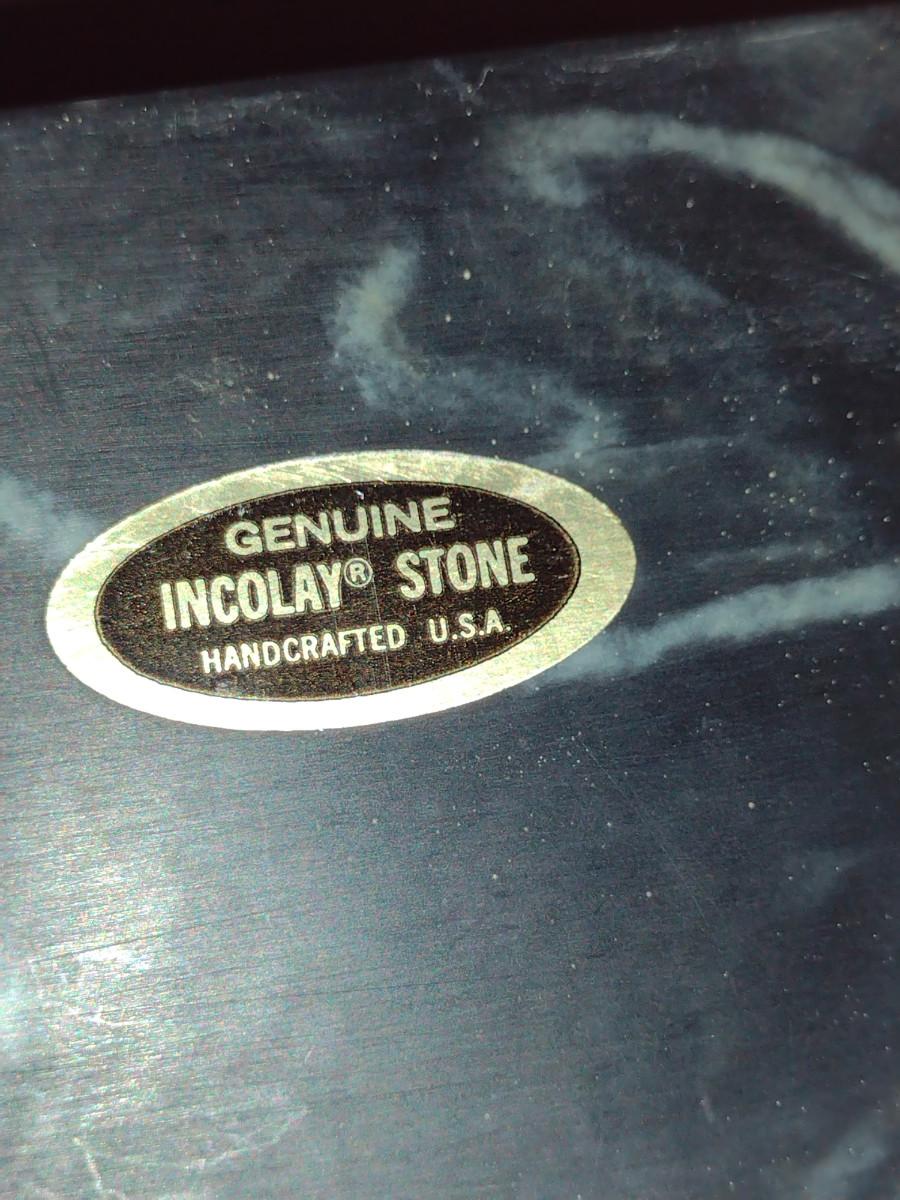 GENUINE
INCOLAY® STONE
HANDCRAFTED U.S.A.